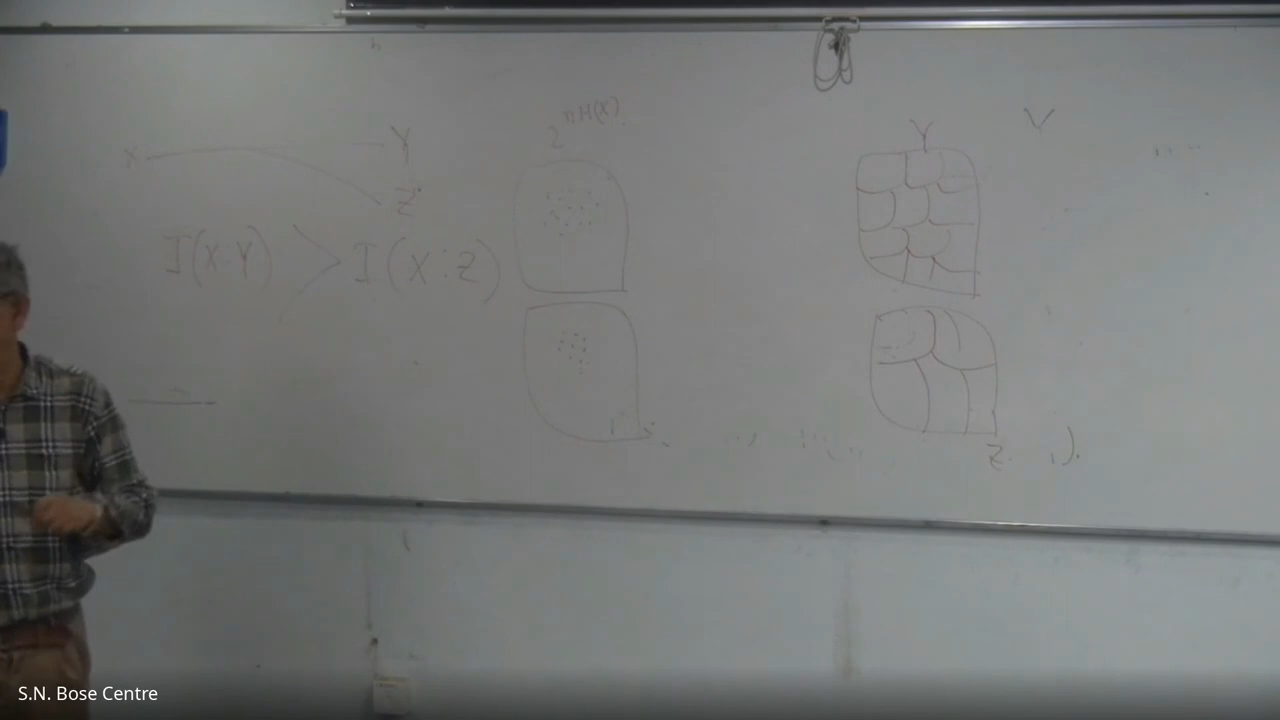 X Y
Z
I(X:Y) > I(X:Z)
2^nH(X)
Y
V
Z
S.N. Bose Centre